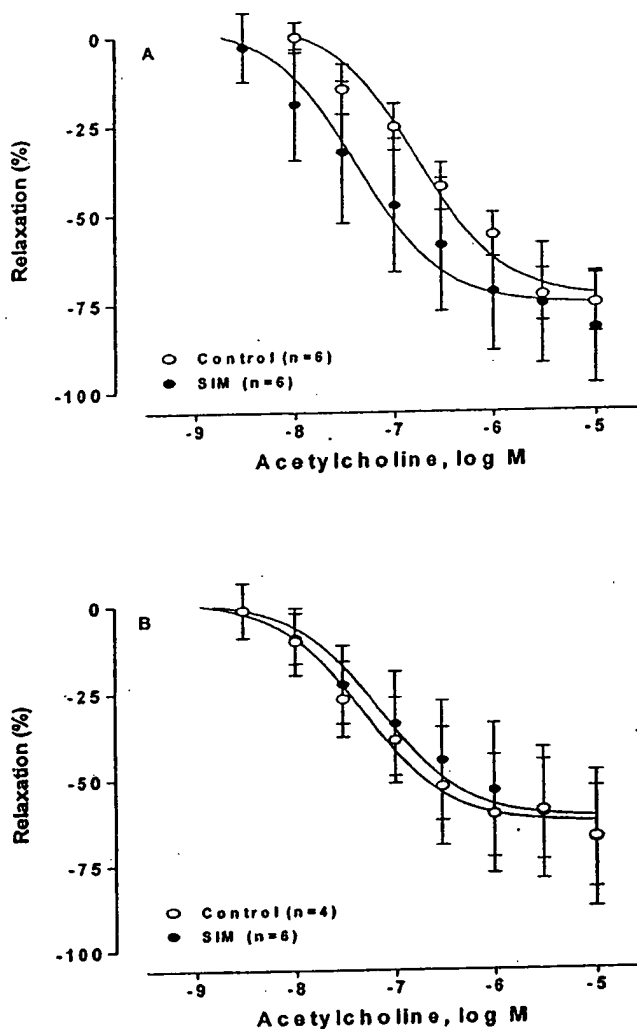 A
0
-25
-50
-75
-100
Relaxation (%)
Control (n=6)
SIM (n=6)
-9 -8 -7 -6 -5
Acetylcholine, log M
B
0
-25
-50
-75
-100
Relaxation (%)
Control (n=4)
SIM (n=6)
-9 -8 -7 -6 -5
Acetylcholine, log M